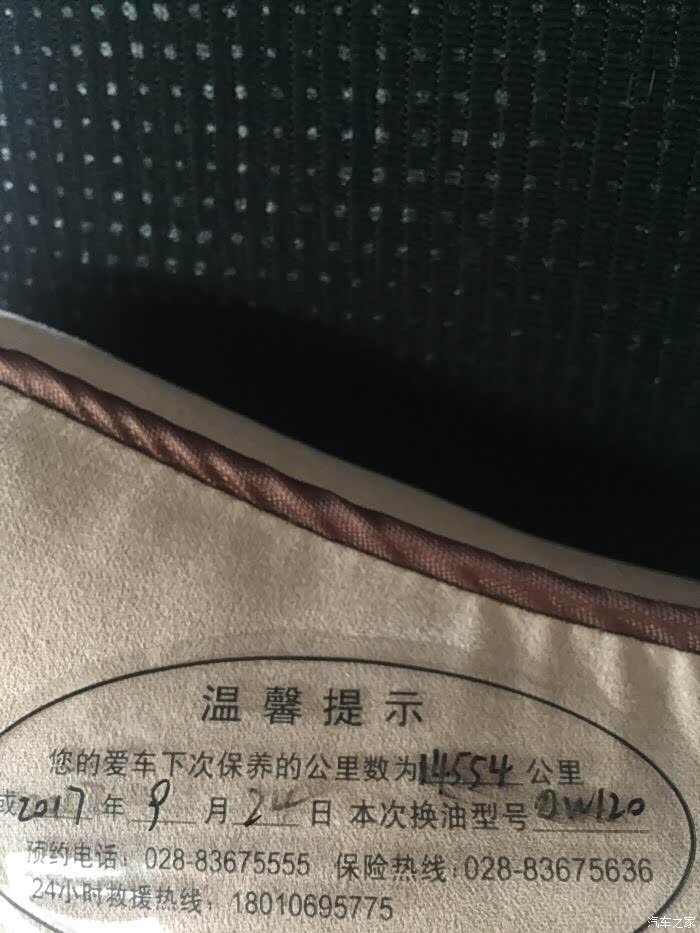 温馨提示
您的爱车下次保养的公里数为14554公里
或2017年9月 日 本次换油型号0W120
预约电话：028-83675555 保险热线:028-83675636
24小时救援热线：18010695775
汽车之家